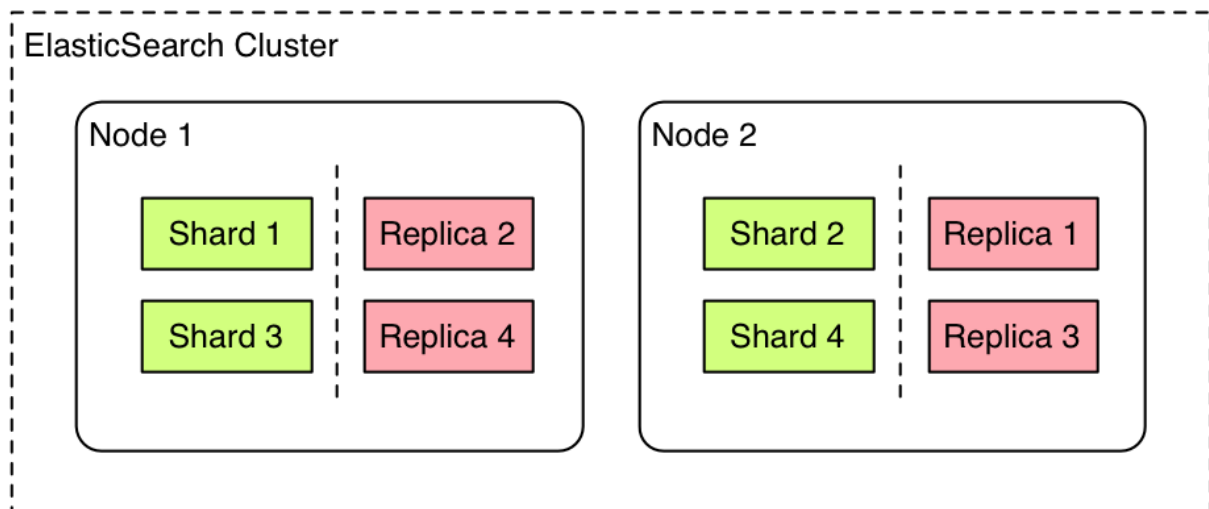 ElasticSearch Cluster
Node 1
Shard 1
Replica 2
Shard 3
Replica 4
Node 2
Shard 2
Replica 1
Shard 4
Replica 3